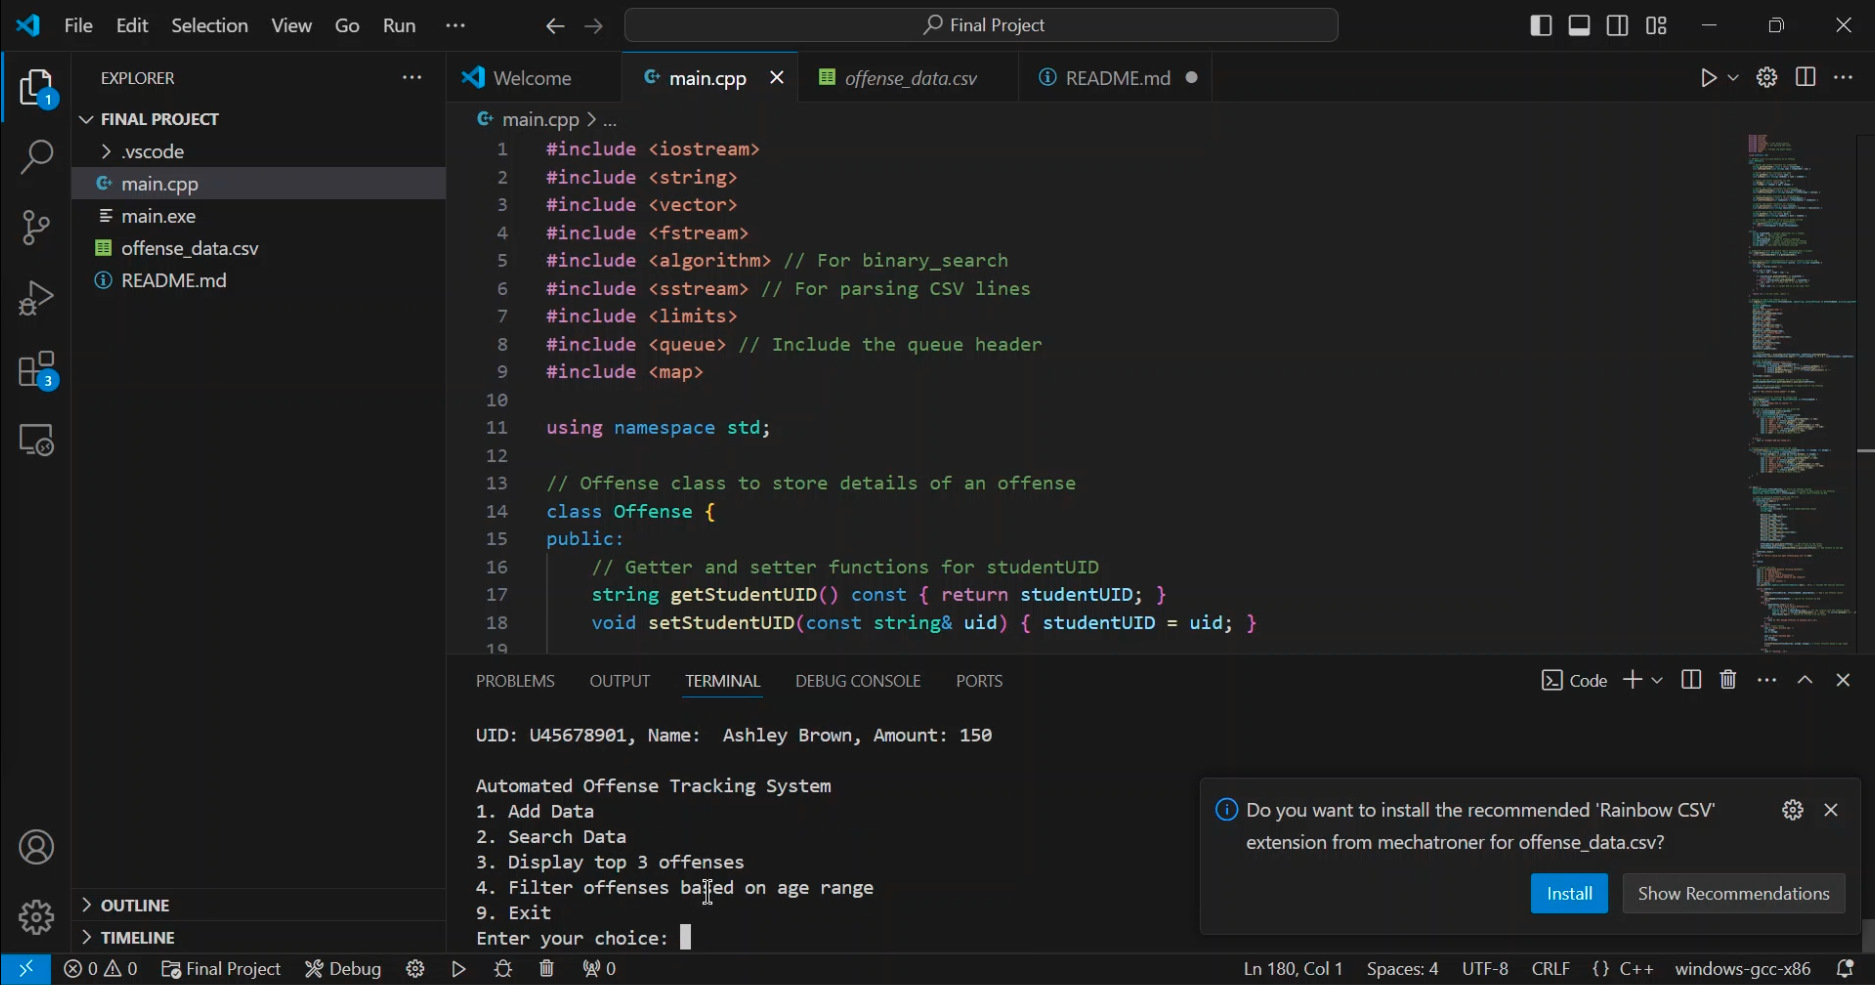 File Edit Selection View Go Run ···
Final Project
EXPLORER ···
1
FINAL PROJECT
.vscode
main.cpp
main.exe
offense_data.csv
README.md
3
OUTLINE
TIMELINE
Welcome main.cpp offense_data.csv README.md
main.cpp > ...
1 #include <iostream>
2 #include <string>
3 #include <vector>
4 #include <fstream>
5 #include <algorithm> // For binary_search
6 #include <sstream> // For parsing CSV lines
7 #include <limits>
8 #include <queue> // Include the queue header
9 #include <map>
10
11 using namespace std;
12
13 // Offense class to store details of an offense
14 class Offense {
15 public:
16 // Getter and setter functions for studentUID
17 string getStudentUID() const { return studentUID; }
18 void setStudentUID(const string& uid) { studentUID = uid; }
19
PROBLEMS OUTPUT TERMINAL DEBUG CONSOLE PORTS
Code
UID: U45678901, Name:  Ashley Brown, Amount: 150
Automated Offense Tracking System
1. Add Data
2. Search Data
3. Display top 3 offenses
4. Filter offenses based on age range
9. Exit
Enter your choice:
Do you want to install the recommended 'Rainbow CSV'
extension from mechatroner for offense_data.csv?
Install Show Recommendations
0 0 Final Project Debug 0
Ln 180, Col 1 Spaces: 4 UTF-8 CRLF {} C++ windows-gcc-x86